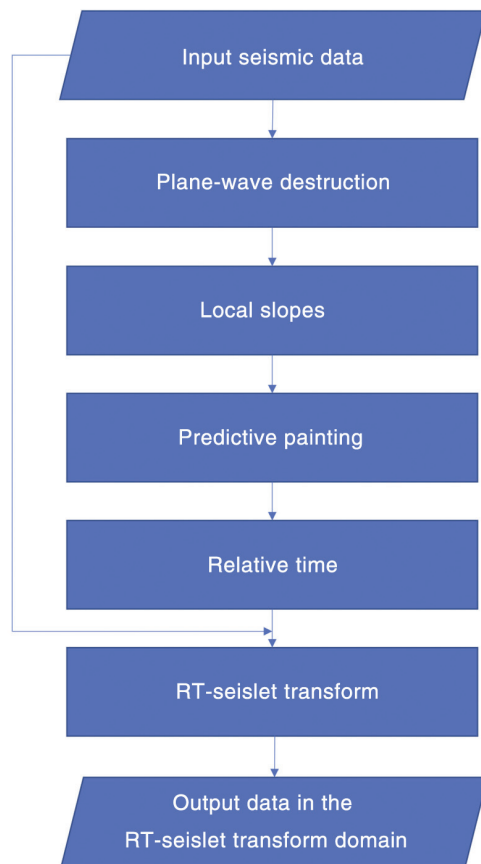 Input seismic data
Plane-wave destruction
Local slopes
Predictive painting
Relative time
RT-seislet transform
Output data in the
RT-seislet transform domain